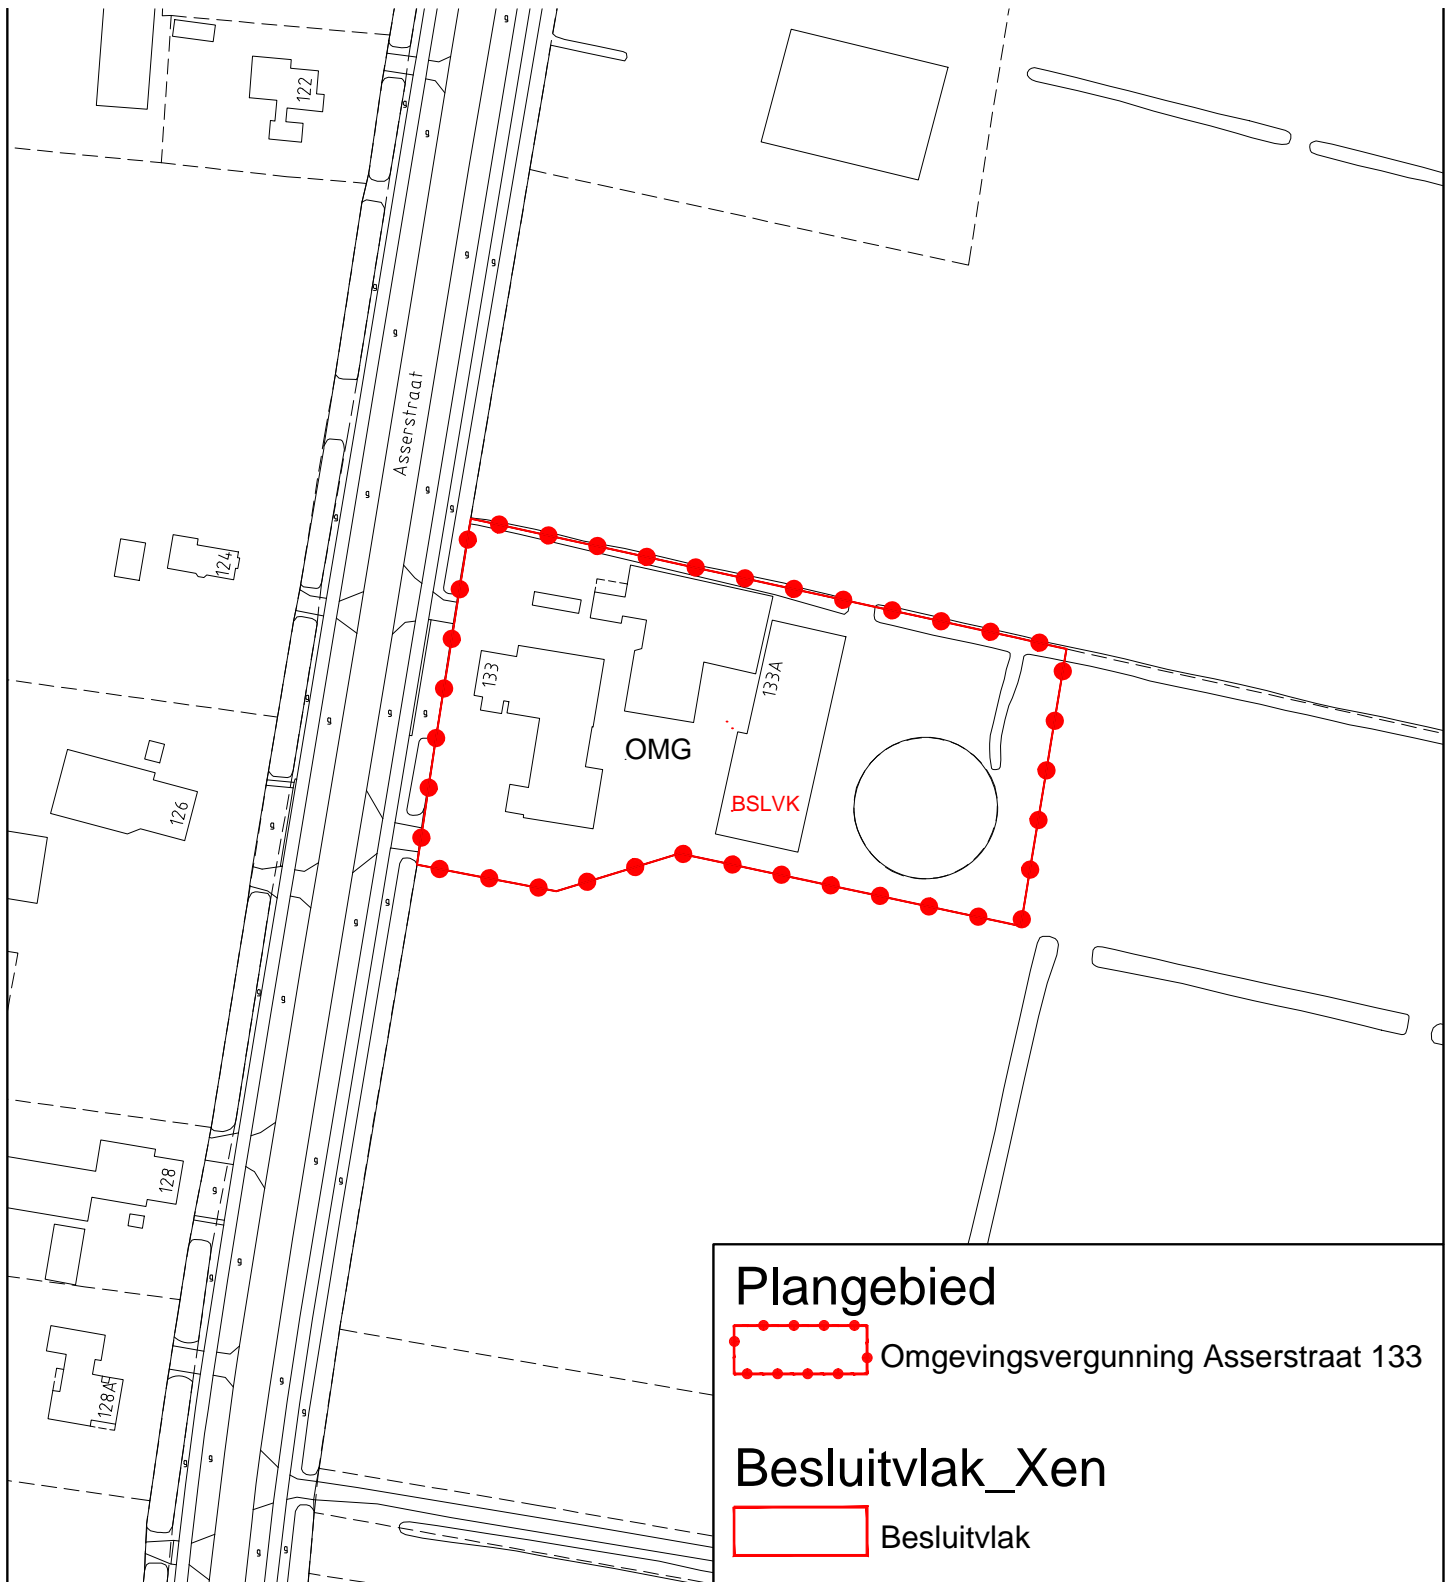 122
Asserstraat
124
133
133A
OMG
BSLVK
126
128
128A
Plangebied
Omgevingsvergunning Asserstraat 133
Besluitvlak_Xen
Besluitvlak